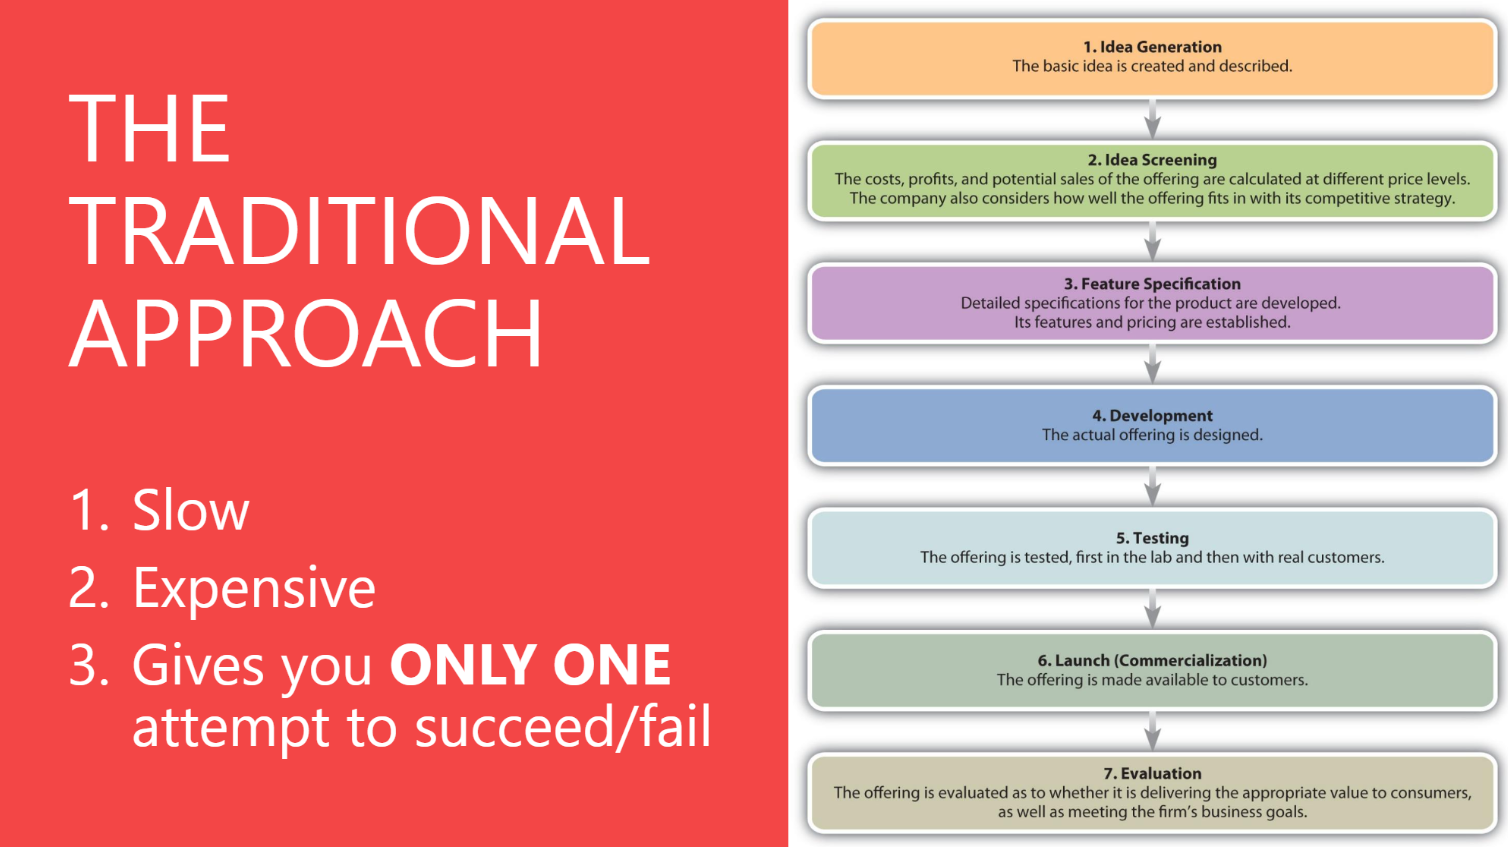 THE
TRADITIONAL
APPROACH
1. Slow
2. Expensive
3. Gives you ONLY ONE
attempt to succeed/fail
1. Idea Generation
The basic idea is created and described.
2. Idea Screening
The costs, profits, and potential sales of the offering are calculated at different price levels.
The company also considers how well the offering fits in with its competitive strategy.
3. Feature Specification
Detailed specifications for the product are developed.
Its features and pricing are established.
4. Development
The actual offering is designed.
5. Testing
The offering is tested, first in the lab and then with real customers.
6. Launch (Commercialization)
The offering is made available to customers.
7. Evaluation
The offering is evaluated as to whether it is delivering the appropriate value to consumers,
as well as meeting the firm's business goals.